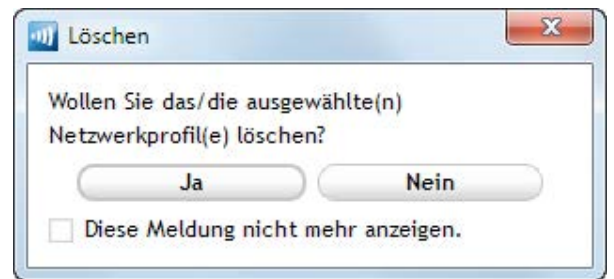 Löschen
Wollen Sie das/die ausgewählte(n)
Netzwerkprofil(e) löschen?
Ja
Nein
Diese Meldung nicht mehr anzeigen.